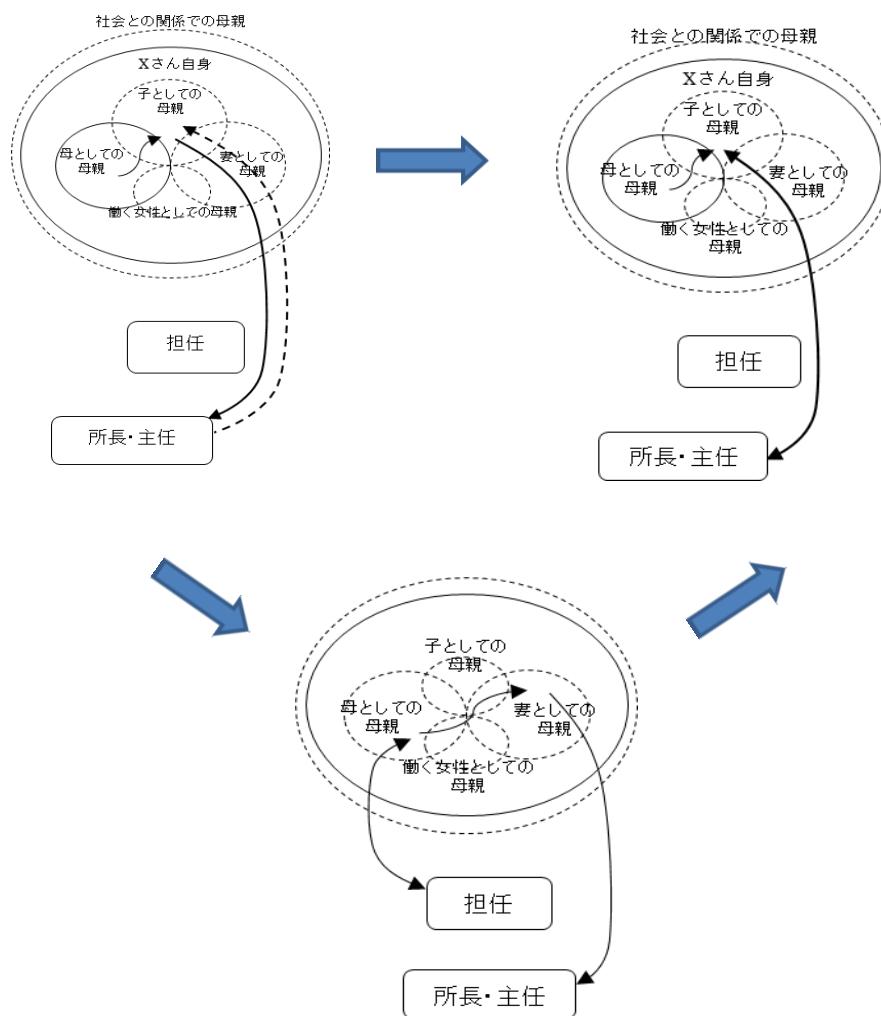 社会との関係での母親
Xさん自身
子としての
母親
母としての
母親
妻としての
母親
働く女性としての母親
担任
所長・主任
社会との関係での母親
Xさん自身
子としての
母親
母としての
母親
妻としての
母親
働く女性としての
母親
担任
所長・主任
子としての
母親
母としての
母親
妻としての
母親
働く女性としての
母親
担任
所長・主任